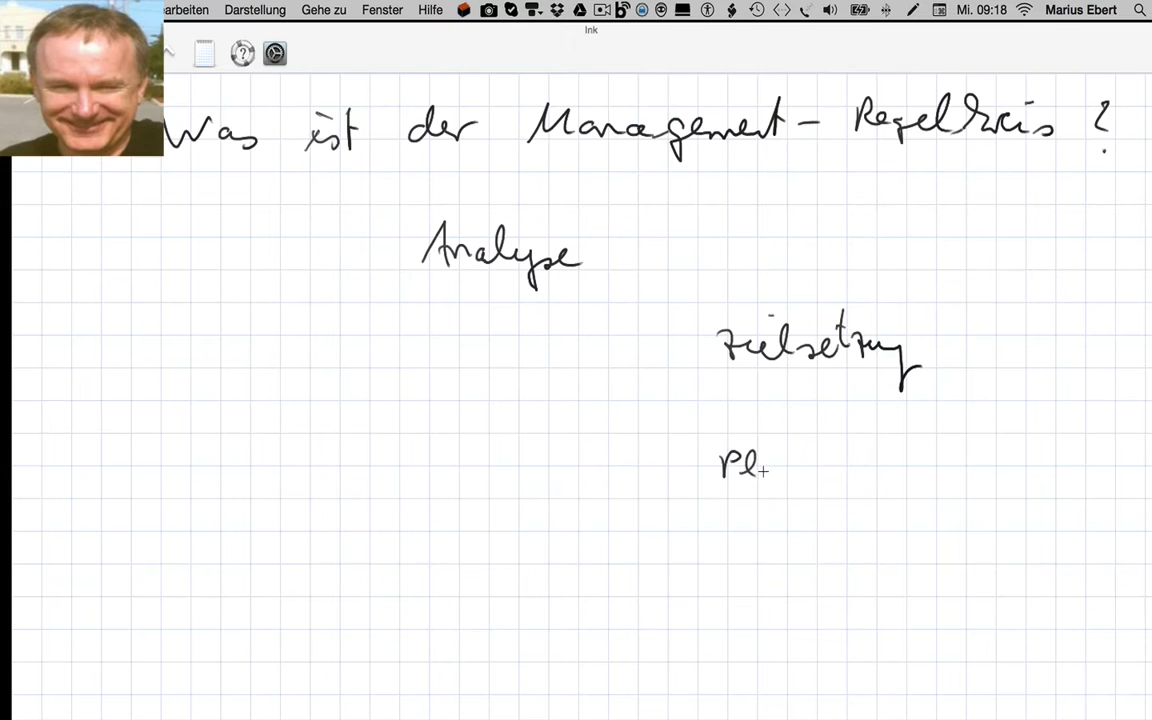 arbeiten Darstellung Gehe zu Fenster Hilfe Mi. 09:18 Marius Ebert
Ink
Was ist der Management - Regelkreis ?
Analyse
Zielsetzung
Pl